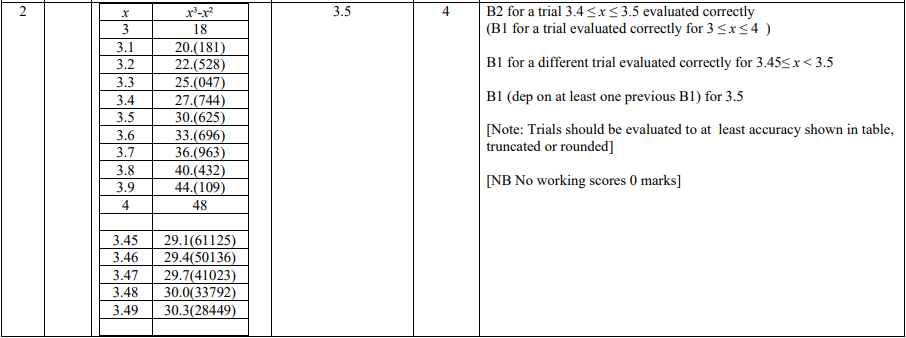 2 x x³-x² 3.5 4 B2 for a trial 3.4 ≤ x ≤ 3.5 evaluated correctly
3 18 (B1 for a trial evaluated correctly for 3 ≤ x ≤ 4 )
3.1 20.(181)
3.2 22.(528) B1 for a different trial evaluated correctly for 3.45≤ x < 3.5
3.3 25.(047)
3.4 27.(744) B1 (dep on at least one previous B1) for 3.5
3.5 30.(625)
3.6 33.(696) [Note: Trials should be evaluated to at least accuracy shown in table,
3.7 36.(963) truncated or rounded]
3.8 40.(432)
3.9 44.(109) [NB No working scores 0 marks]
4 48
3.45 29.1(61125)
3.46 29.4(50136)
3.47 29.7(41023)
3.48 30.0(33792)
3.49 30.3(28449)